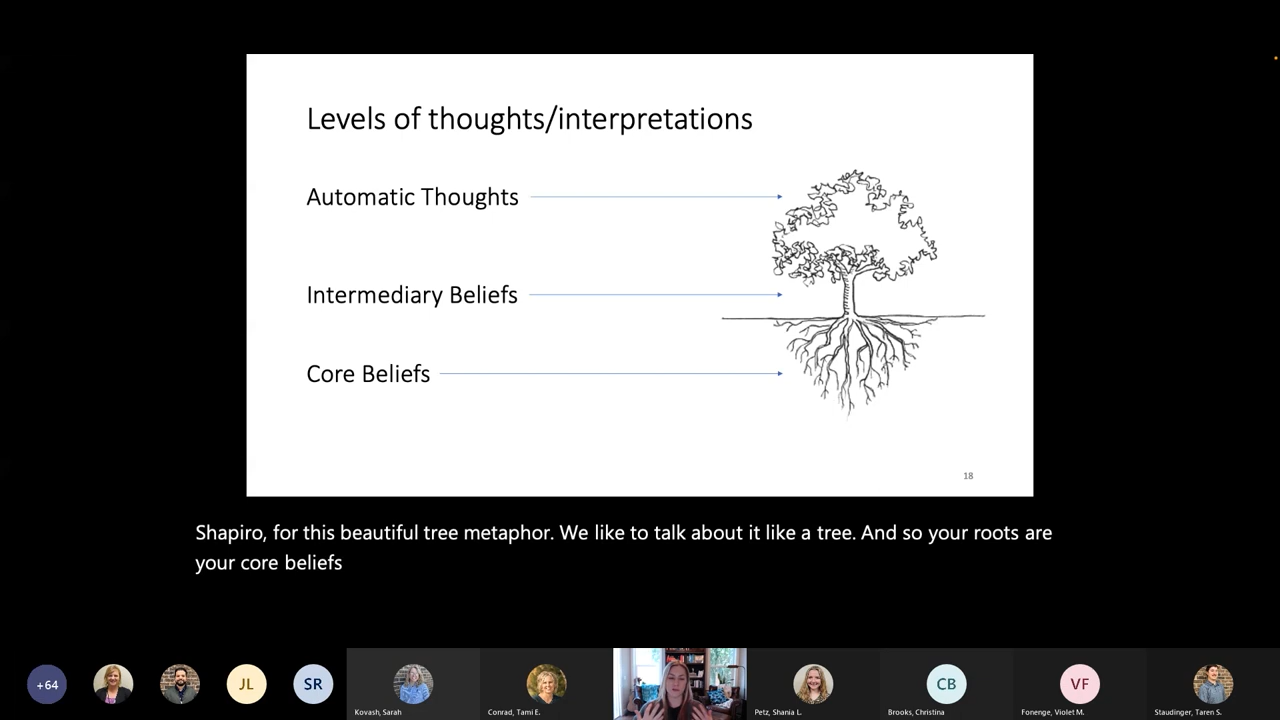 Levels of thoughts/interpretations
Automatic Thoughts
Intermediary Beliefs
Core Beliefs
18
Shapiro, for this beautiful tree metaphor. We like to talk about it like a tree. And so your roots are
your core beliefs
+64
JL
SR
CB
VF
Kovash, Sarah
Conrad, Tami E.
Petz, Shania L.
Brooks, Christina
Fonenge, Violet M.
Staudinger, Taren S.